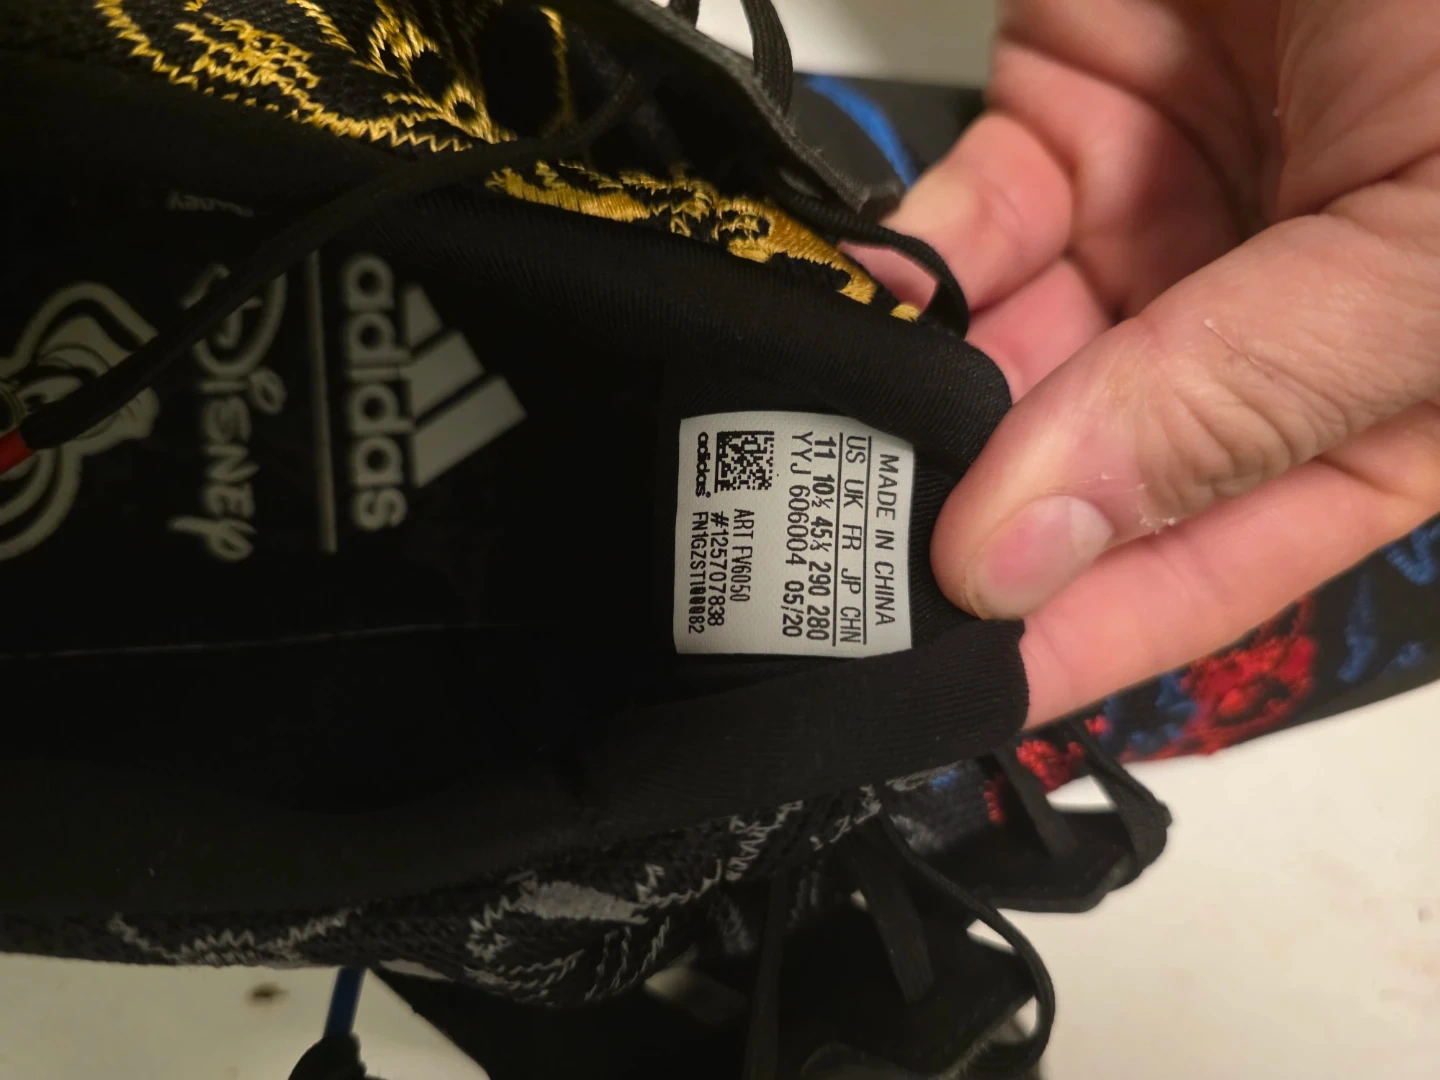 MADE IN CHINA
US UK FR JP CHN
11 10½ 45⅓ 290 280
YYJ 606004 05/20
ART FV6050
#125707838
adidas®
adidas
Disney